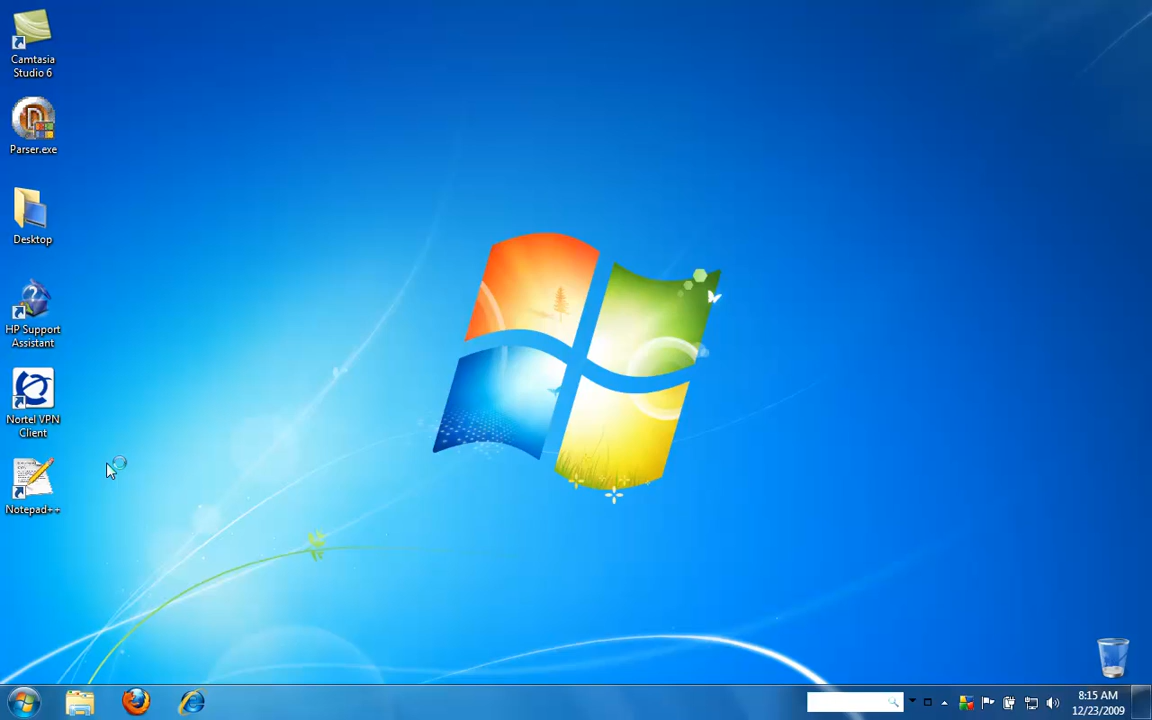 Camtasia
Studio 6
Parser.exe
Desktop
HP Support
Assistant
Nortel VPN
Client
Notepad++
8:15 AM
12/23/2009